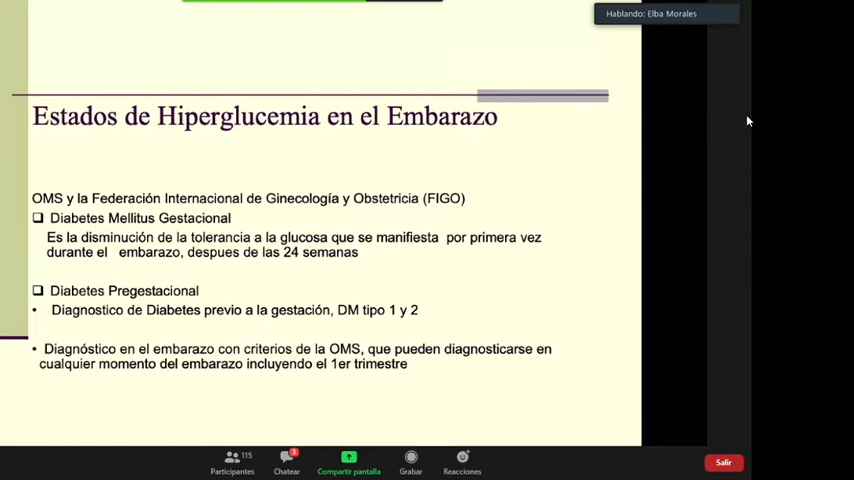 Hablando: Elba Morales
Estados de Hiperglucemia en el Embarazo
OMS y la Federación Internacional de Ginecología y Obstetricia (FIGO)
❑ Diabetes Mellitus Gestacional
Es la disminución de la tolerancia a la glucosa que se manifiesta por primera vez
durante el embarazo, despues de las 24 semanas
❑ Diabetes Pregestacional
• Diagnostico de Diabetes previo a la gestación, DM tipo 1 y 2
• Diagnóstico en el embarazo con criterios de la OMS, que pueden diagnosticarse en
cualquier momento del embarazo incluyendo el 1er trimestre
115
3
Participantes
Chatear
Compartir pantalla
Grabar
Reacciones
Salir